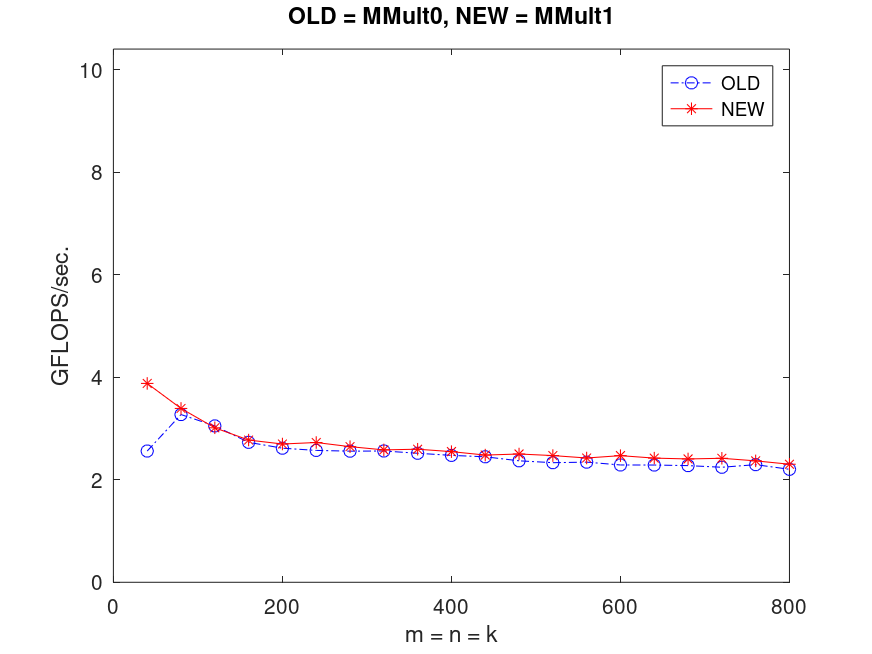 OLD = MMult0, NEW = MMult1
10
8
6
4
2
0
GFLOPS/sec.
OLD
NEW
0 200 400 600 800
m = n = k